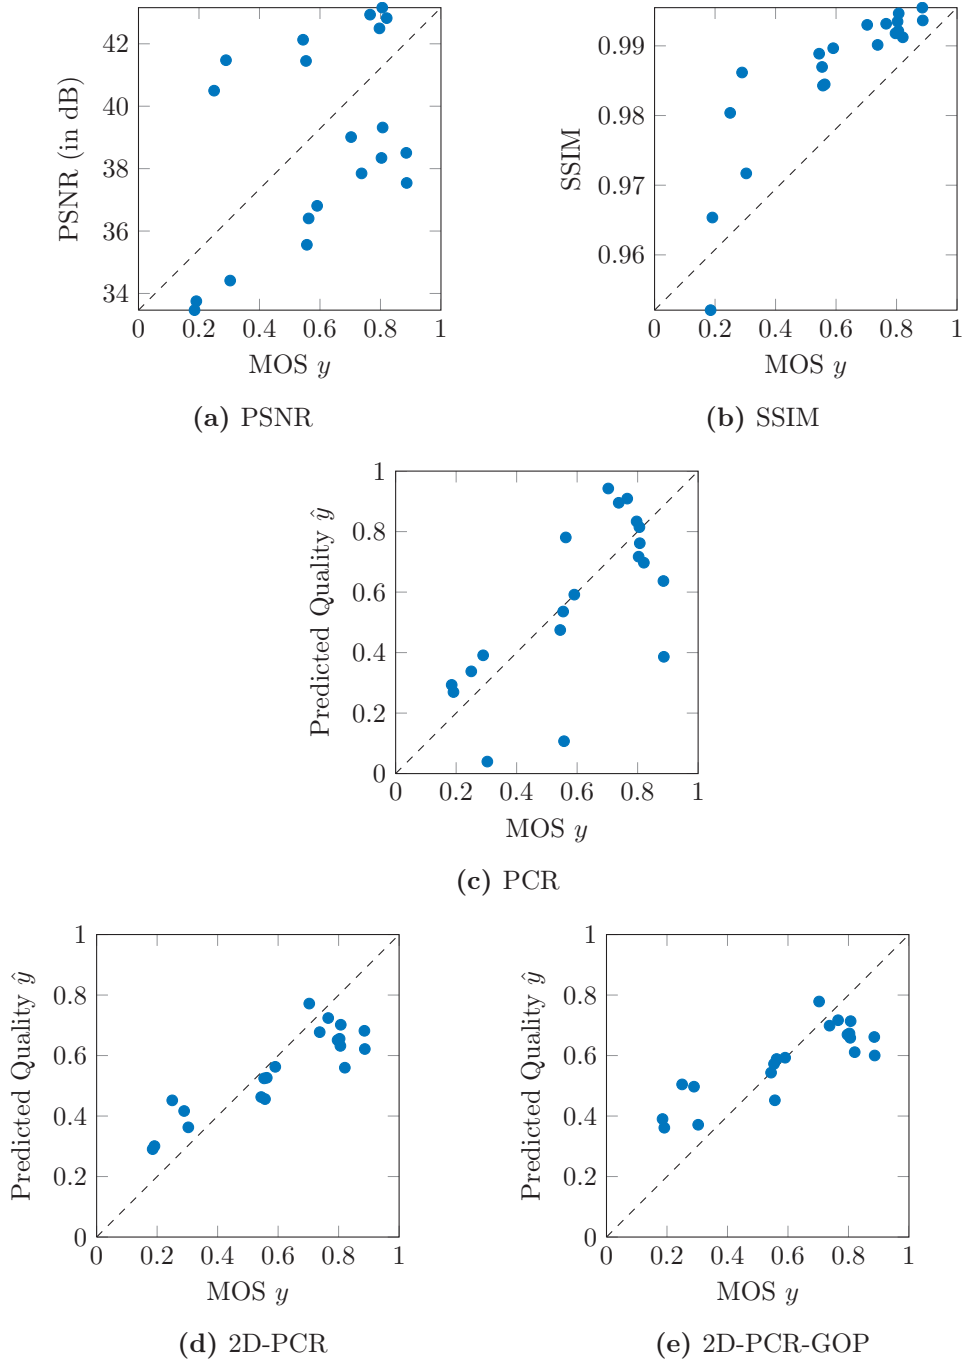 42
40
38
36
34
PSNR (in dB)
0 0.2 0.4 0.6 0.8 1
MOS y
(a) PSNR
0.99
0.98
0.97
0.96
SSIM
0 0.2 0.4 0.6 0.8 1
MOS y
(b) SSIM
1
0.8
0.6
0.4
0.2
0
Predicted Quality ŷ
0 0.2 0.4 0.6 0.8 1
MOS y
(c) PCR
1
0.8
0.6
0.4
0.2
0
Predicted Quality ŷ
0 0.2 0.4 0.6 0.8 1
MOS y
(d) 2D-PCR
1
0.8
0.6
0.4
0.2
0
Predicted Quality ŷ
0 0.2 0.4 0.6 0.8 1
MOS y
(e) 2D-PCR-GOP